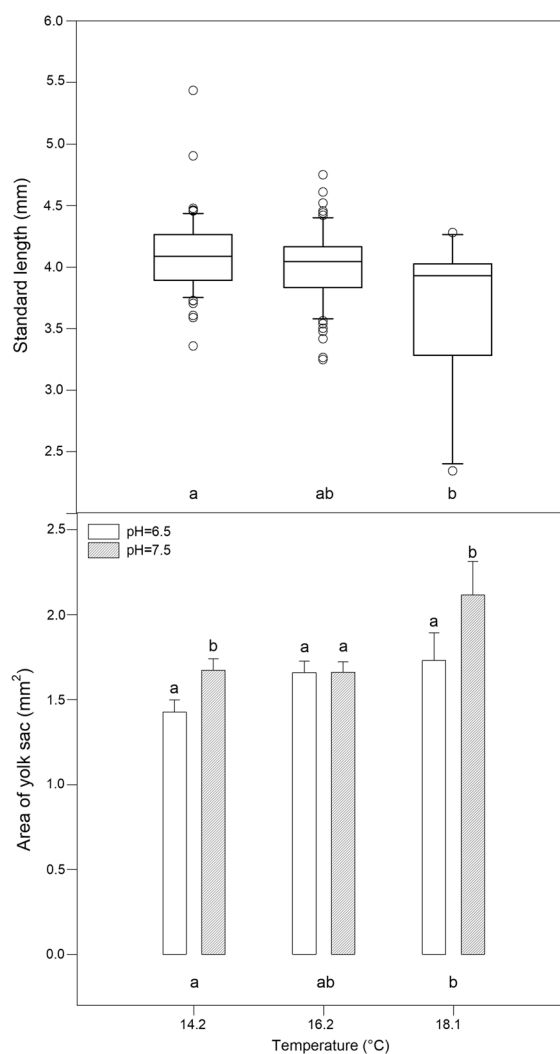 6.0
5.5
5.0
4.5
4.0
3.5
3.0
2.5
Standard length (mm)
a ab b
pH=6.5
pH=7.5
2.5
2.0
1.5
1.0
0.5
0.0
Area of yolk sac (mm²)
a b a a a b
a ab b
14.2 16.2 18.1
Temperature (°C)